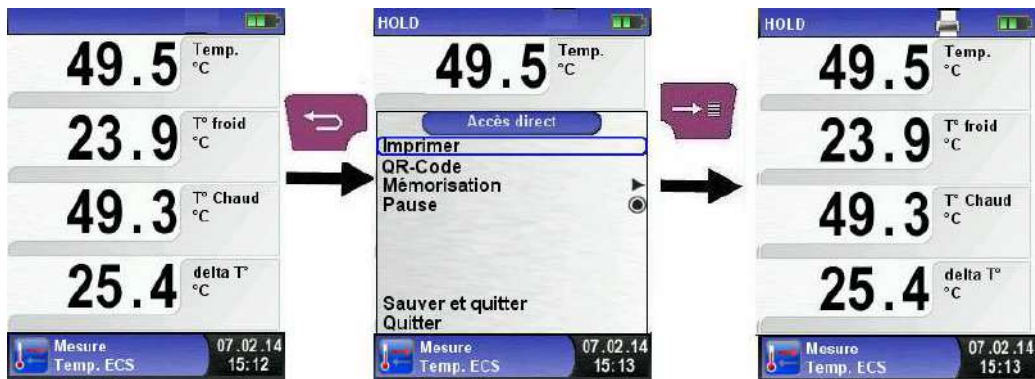 49.5 Temp.
°C
23.9 T° froid
°C
49.3 T° Chaud
°C
25.4 delta T°
°C
Mesure 07.02.14
Temp. ECS 15:12
HOLD
49.5 Temp.
°C
Accès direct
Imprimer
QR-Code
Mémorisation
Pause
Sauver et quitter
Quitter
Mesure 07.02.14
Temp. ECS 15:13
HOLD
49.5 Temp.
°C
23.9 T° froid
°C
49.3 T° Chaud
°C
25.4 delta T°
°C
Mesure 07.02.14
Temp. ECS 15:13